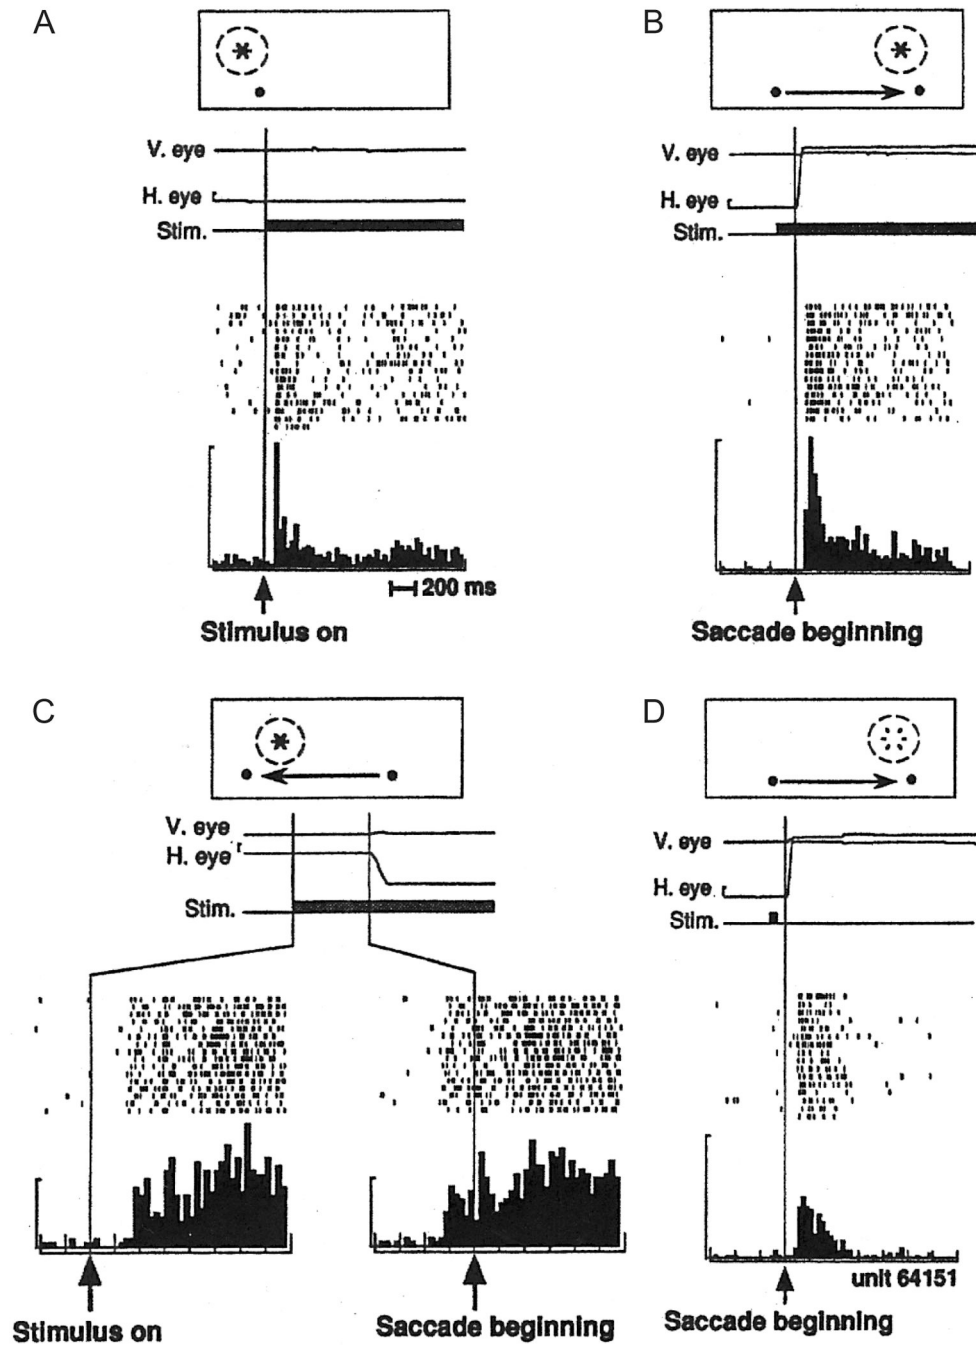 A
V. eye
H. eye
Stim.
200 ms
Stimulus on
B
V. eye
H. eye
Stim.
Saccade beginning
C
V. eye
H. eye
Stim.
Stimulus on
Saccade beginning
D
V. eye
H. eye
Stim.
unit 64151
Saccade beginning